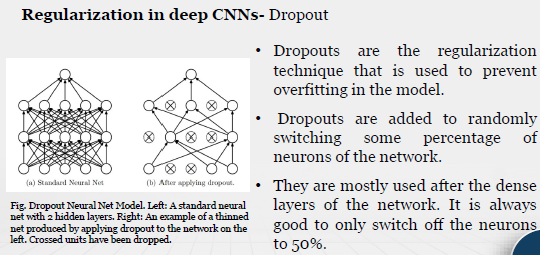 Regularization in deep CNNs- Dropout
(a) Standard Neural Net
(b) After applying dropout.
Fig. Dropout Neural Net Model. Left: A standard neural
net with 2 hidden layers. Right: An example of a thinned
net produced by applying dropout to the network on the
left. Crossed units have been dropped.
• Dropouts are the regularization
technique that is used to prevent
overfitting in the model.
• Dropouts are added to randomly
switching some percentage of
neurons of the network.
• They are mostly used after the dense
layers of the network. It is always
good to only switch off the neurons
to 50%.